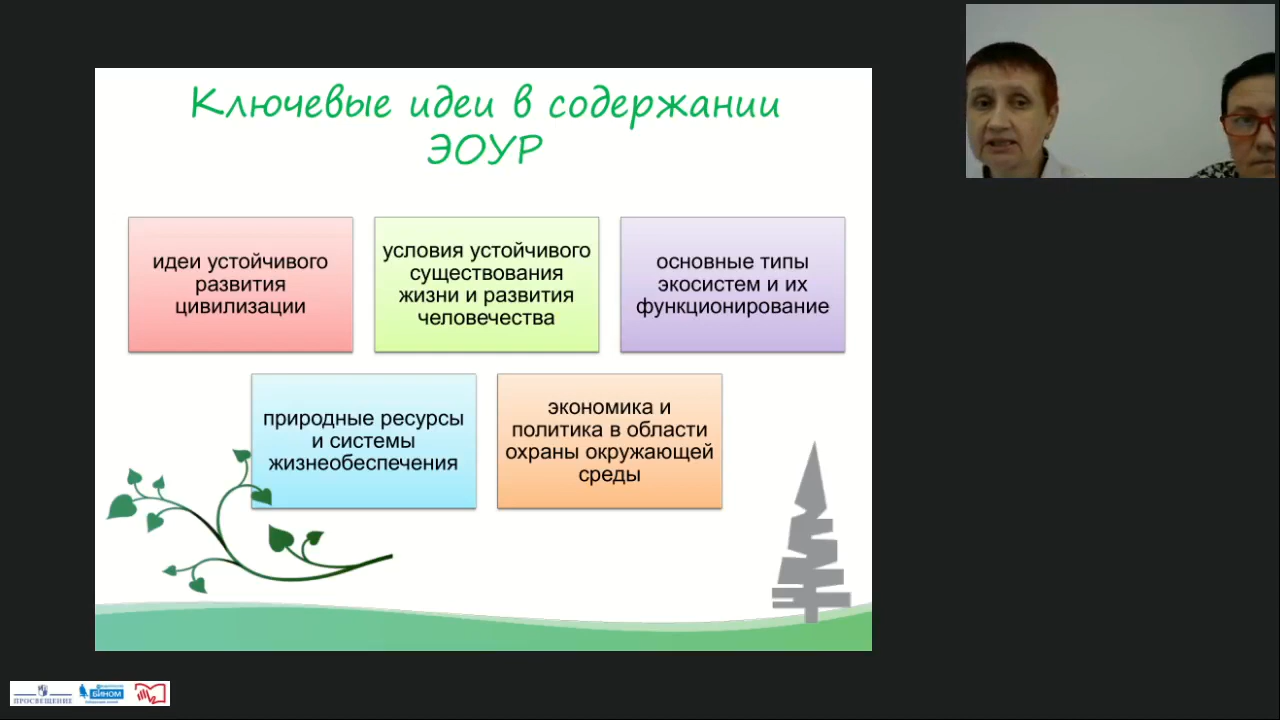 Ключевые идеи в содержании
ЭОУР
идеи устойчивого
развития
цивилизации
условия устойчивого
существования
жизни и развития
человечества
основные типы
экосистем и их
функционирование
природные ресурсы
и системы
жизнеобеспечения
экономика и
политика в области
охраны окружающей
среды
ПРОСВЕЩЕНИЕ
БИНОМ